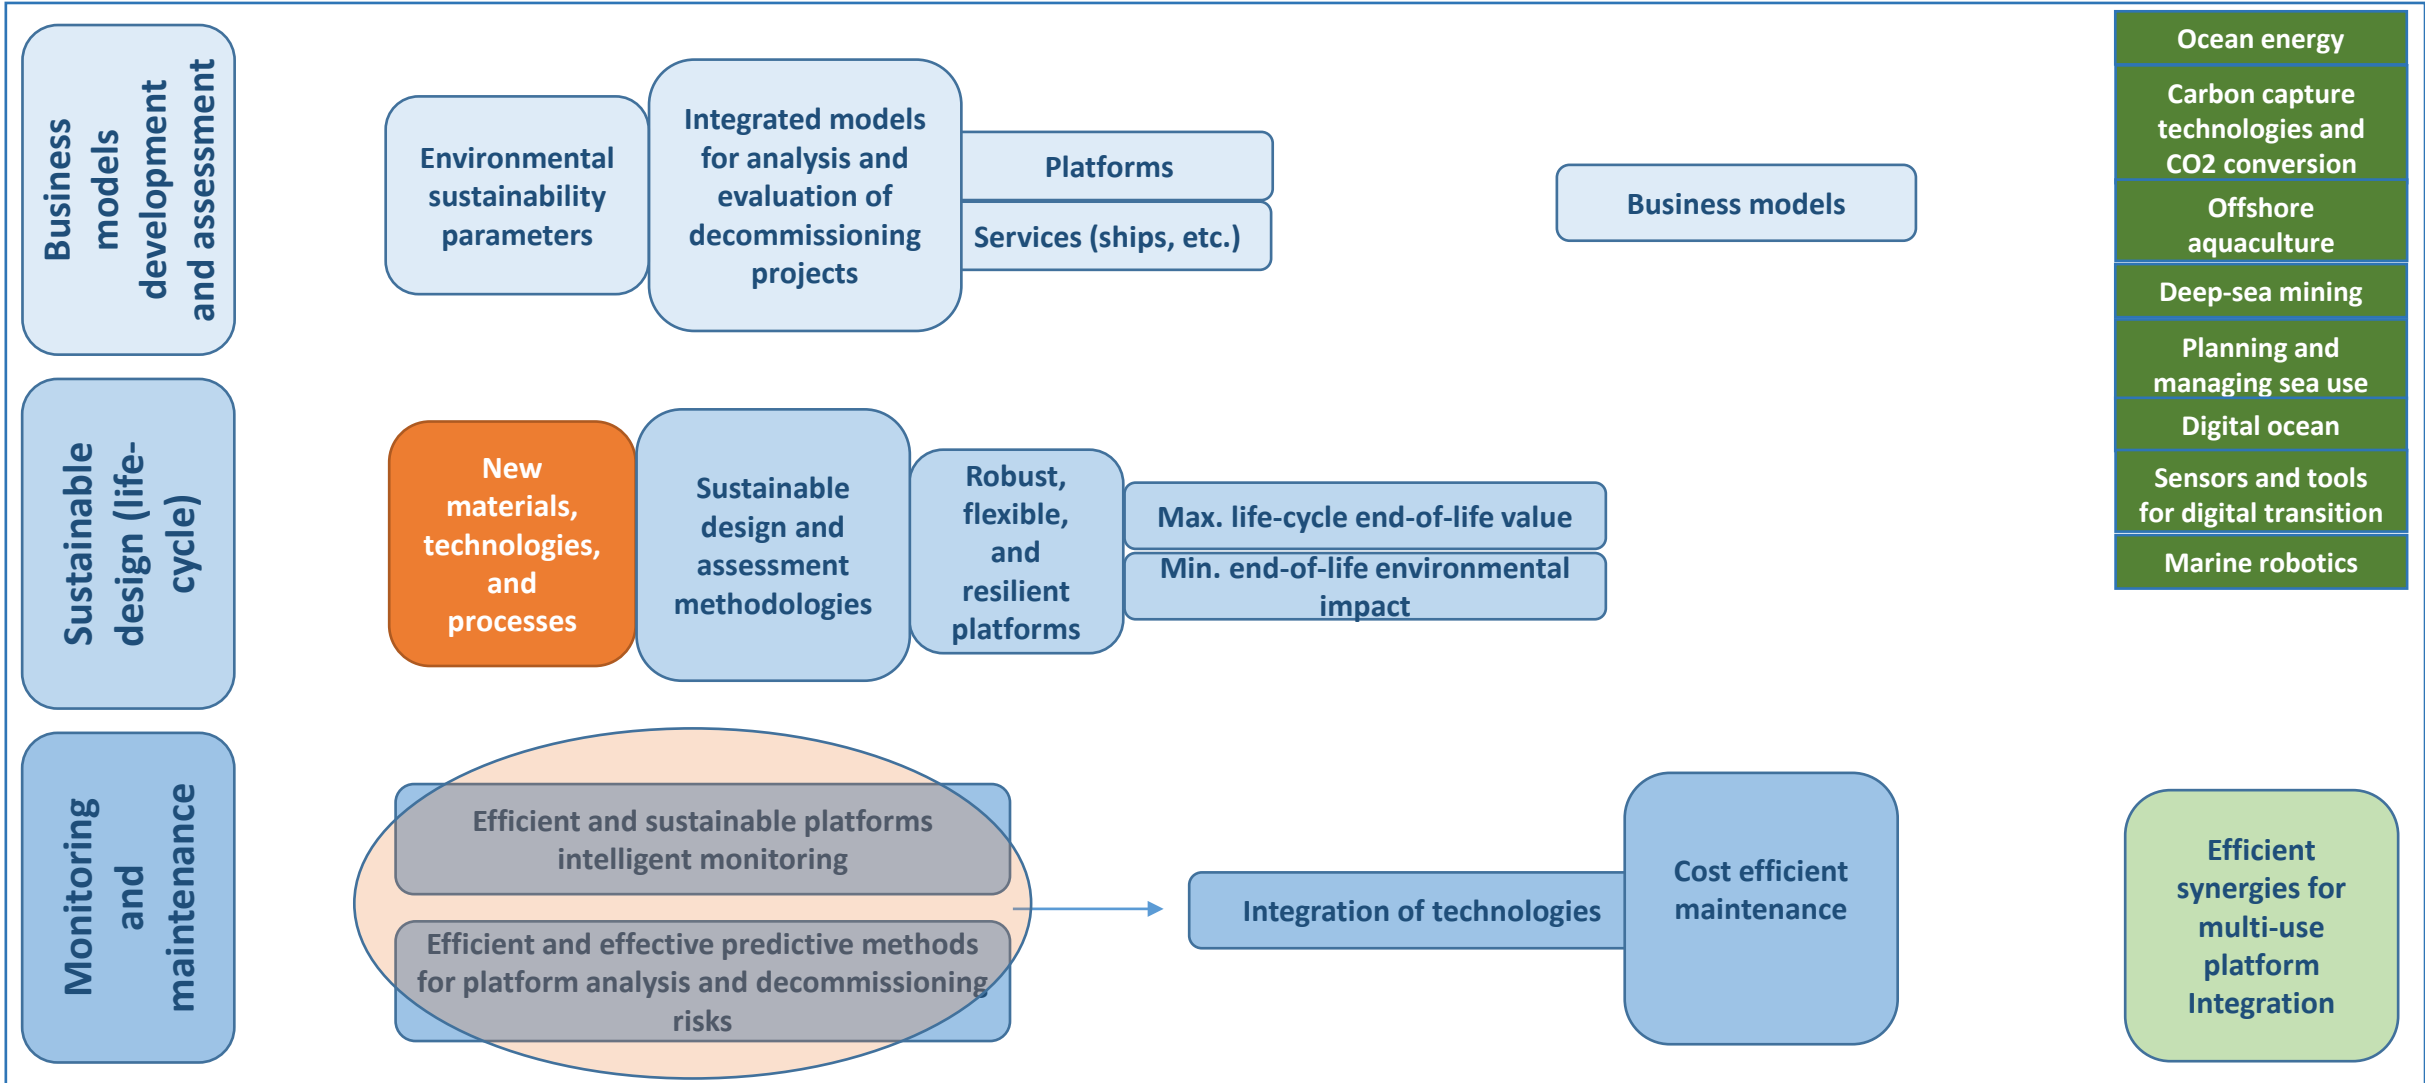 Business
models
development
and assessment
Environmental
sustainability
parameters
Integrated models
for analysis and
evaluation of
decommissioning
projects
Platforms
Services (ships, etc.)
Business models
Ocean energy
Carbon capture
technologies and
CO2 conversion
Offshore
aquaculture
Deep-sea mining
Planning and
managing sea use
Digital ocean
Sensors and tools
for digital transition
Marine robotics
Sustainable
design (life-
cycle)
New
materials,
technologies,
and
processes
Sustainable
design and
assessment
methodologies
Robust,
flexible,
and
resilient
platforms
Max. life-cycle end-of-life value
Min. end-of-life environmental
impact
Monitoring
and
maintenance
Efficient and sustainable platforms
intelligent monitoring
Efficient and effective predictive methods
for platform analysis and decommissioning
risks
Integration of technologies
Cost efficient
maintenance
Efficient
synergies for
multi-use
platform
Integration